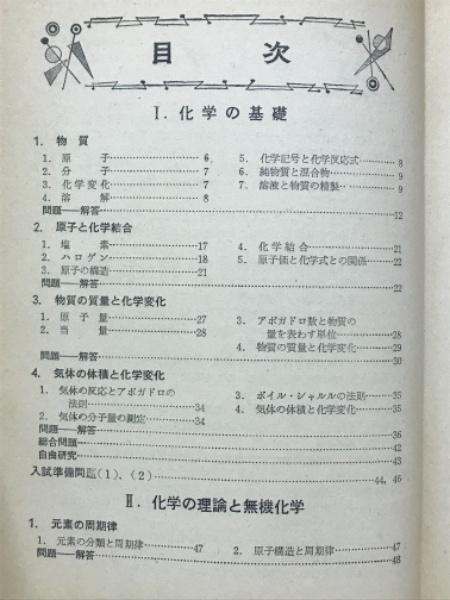 目次
I. 化学の基礎
1. 物質
1. 原子……6
2. 分子……7
3. 化学変化……7
4. 溶解……8
5. 化学記号と化学反応式……8
6. 純物質と混合物……9
7. 溶液と物質の精製……9
問題——解答……12
2. 原子と化学結合
1. 塩素……17
2. ハロゲン……18
3. 原子の構造……21
4. 化学結合……21
5. 原子価と化学式との関係……22
問題——解答……22
3. 物質の質量と化学変化
1. 原子量……27
2. 当量……28
3. アボガドロ数と物質の
量を表わす単位……28
4. 物質の質量と化学変化……29
問題——解答……30
4. 気体の体積と化学変化
1. 気体の反応とアボガドロの
法則……34
2. 気体の分子量の測定……34
3. ボイル・シャルルの法則……35
4. 気体の体積と化学変化……35
問題——解答……36
総合問題……42
自由研究……43
入試準備問題(1), (2)……44, 46
II. 化学の理論と無機化学
1. 元素の周期律
1. 元素の分類と周期律……47
2. 原子構造と周期律……47
問題——解答……48